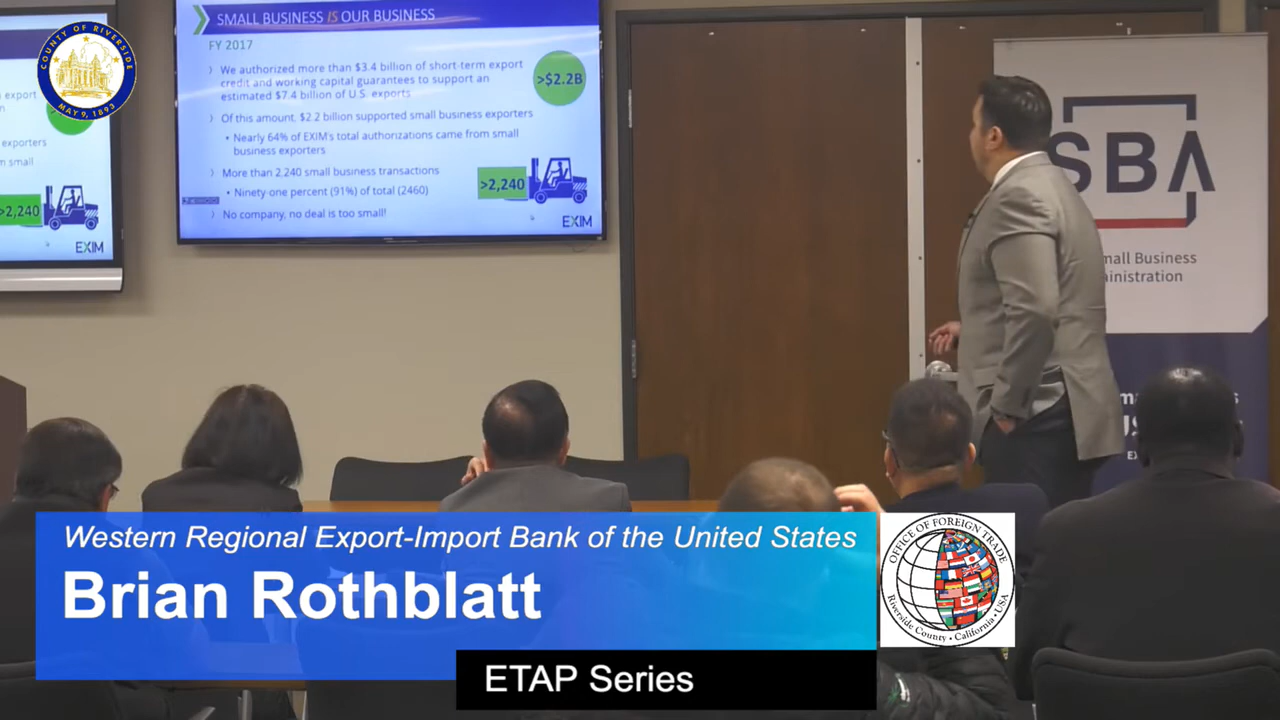 COUNTY OF RIVERSIDE
MAY 9, 1893
export
exporters
small
>2,240
EXIM
SMALL BUSINESS IS OUR BUSINESS
FY 2017
We authorized more than $3.4 billion of short-term export
credit and working capital guarantees to support an
estimated $7.4 billion of U.S. exports
>$2.2B
Of this amount, $2.2 billion supported small business exporters
• Nearly 64% of EXIM's total authorizations came from small
business exporters
More than 2,240 small business transactions
>2,240
• Ninety-one percent (91%) of total (2460)
No company, no deal is too small!
EXIM
SBA
mall Business
inistration
Western Regional Export-Import Bank of the United States
Brian Rothblatt
ETAP Series
OFFICE OF FOREIGN TRADE
Riverside County • California • USA